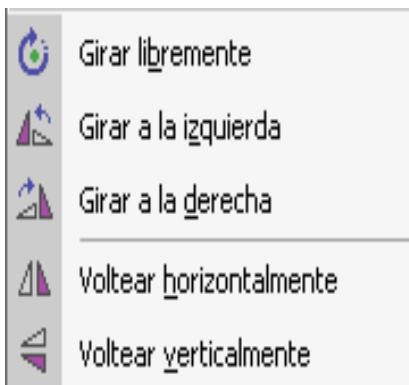 Girar libremente
Girar a la izquierda
Girar a la derecha
Voltear horizontalmente
Voltear verticalmente